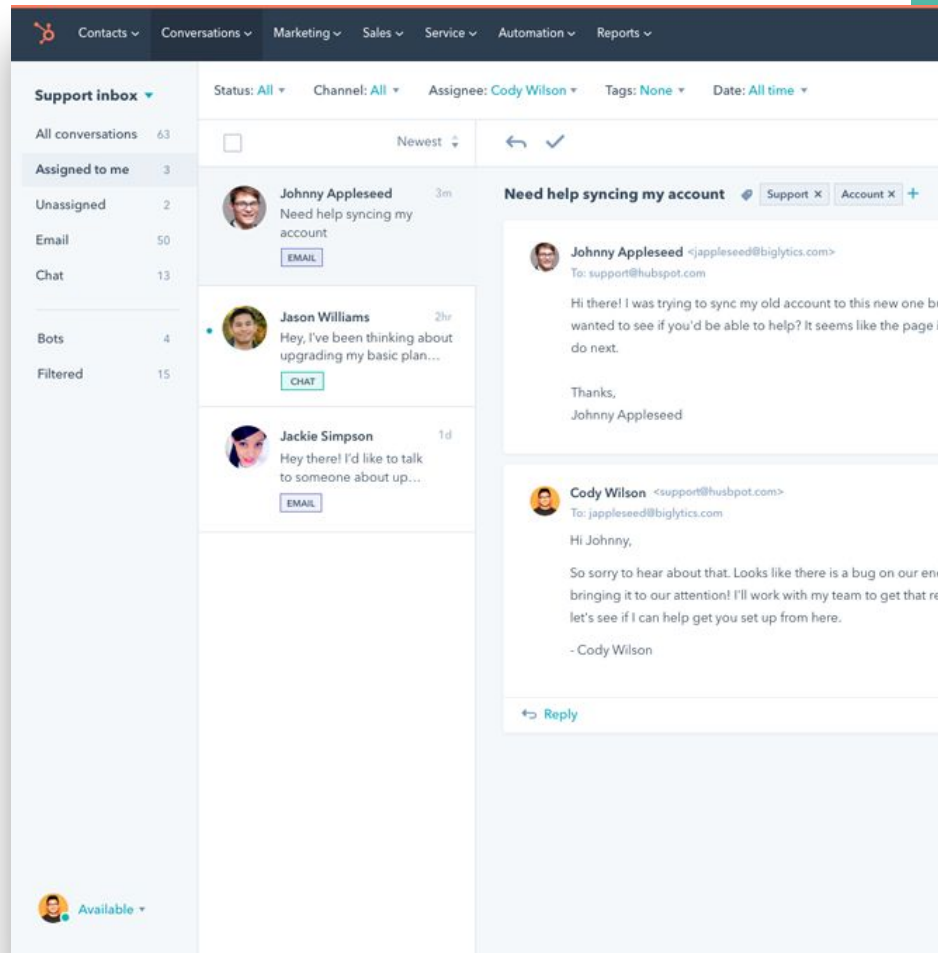 Contacts Conversations Marketing Sales Service Automation Reports
Support inbox
All conversations 63
Assigned to me 3
Unassigned 2
Email 50
Chat 13
Bots 4
Filtered 15
Available
Status: All Channel: All Assignee: Cody Wilson Tags: None Date: All time
Newest
Johnny Appleseed 3m
Need help syncing my
account
EMAIL
Jason Williams 2hr
Hey, I've been thinking about
upgrading my basic plan...
CHAT
Jackie Simpson 1d
Hey there! I'd like to talk
to someone about up...
EMAIL
Need help syncing my account Support × Account × +
Johnny Appleseed <jappleseed@biglytics.com>
To: support@hubspot.com
Hi there! I was trying to sync my old account to this new one bu
wanted to see if you'd be able to help? It seems like the page i
do next.
Thanks,
Johnny Appleseed
Cody Wilson <support@husbpot.com>
To: jappleseed@biglytics.com
Hi Johnny,
So sorry to hear about that. Looks like there is a bug on our en
bringing it to our attention! I'll work with my team to get that re
let's see if I can help get you set up from here.
- Cody Wilson
Reply